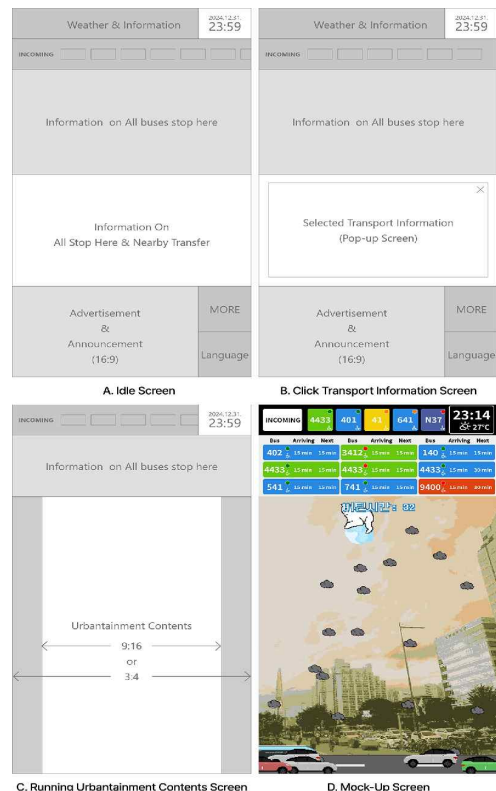 Weather & Information
2024.12.31.
23:59
INCOMING
Information on All buses stop here
Information On
All Stop Here & Nearby Transfer
Advertisement
&
Announcement
(16:9)
MORE
Language
A. Idle Screen
Weather & Information
2024.12.31.
23:59
INCOMING
Information on All buses stop here
Selected Transport Information
(Pop-up Screen)
Advertisement
&
Announcement
(16:9)
MORE
Language
B. Click Transport Information Screen
INCOMING
2024.12.31.
23:59
Information on All buses stop here
Urbantainment Contents
9:16
or
3:4
C. Running Urbantainment Contents Screen
INCOMING 4433 401 41 641 N37 23:14
27°C
Bus Arriving Next Bus Arriving Next Bus Arriving Next
402 15 min 15 min 3412 15 min 15 min 140 15 min 15 min
4433 15 min 15 min 4433 15 min 15 min 4433 15 min 30 min
541 15 min 15 min 741 15 min 15 min 9400 15 min 30 min
시간: 32
D. Mock-Up Screen